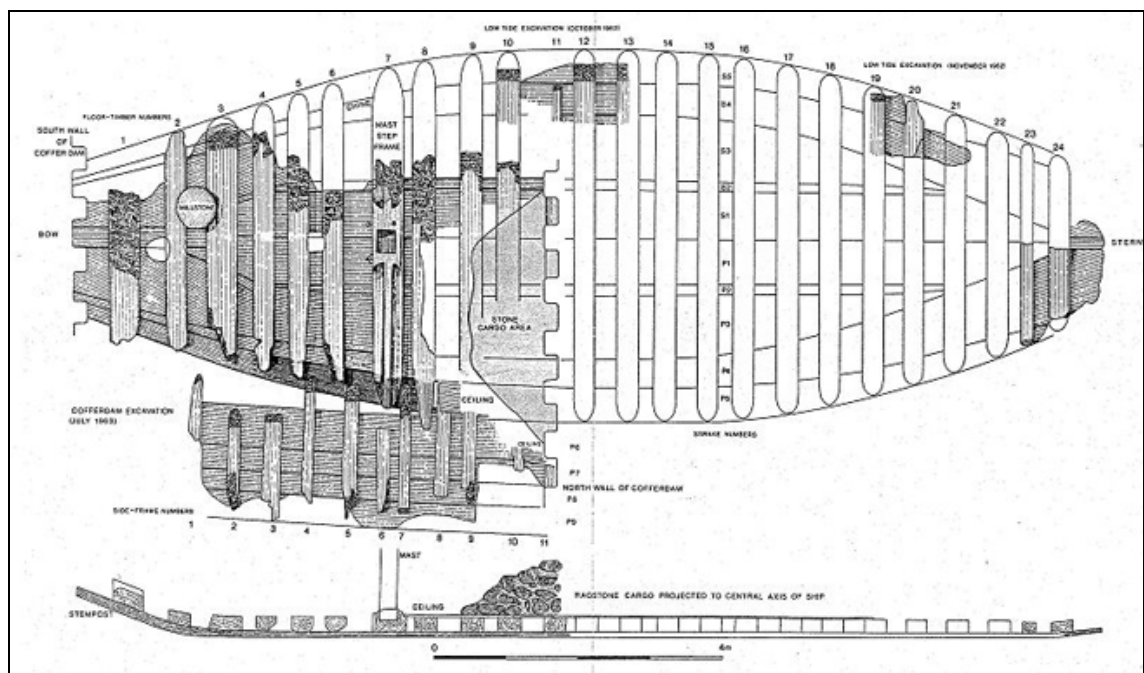 LOW TIDE EXCAVATION (OCTOBER 1962)
7 8 9 10 11 12 13 14 15 16 17 18
LOW TIDE EXCAVATION (NOVEMBER 1962)
19 20 21 22 23 24
FLOOR-TIMBER NUMBERS
1 2 3 4 5 6
SOUTH WALL
OF
COFFERDAM
MAST
STEP
FRAME
S5
S4
S3
S2
S1
MILLSTONE
BOW
STERN
P1
P2
P3
P4
P5
STONE
CARGO AREA
CEILING
COFFERDAM EXCAVATION
(JULY 1963)
STRAKE NUMBERS
CEILING
P6
P7
NORTH WALL OF COFFERDAM
P8
P9
SIDE-FRAME NUMBERS
1 2 3 4 5 6 7 8 9 10 11
MAST
CEILING
RAGSTONE CARGO PROJECTED TO CENTRAL AXIS OF SHIP
STEMPOST
0 4m